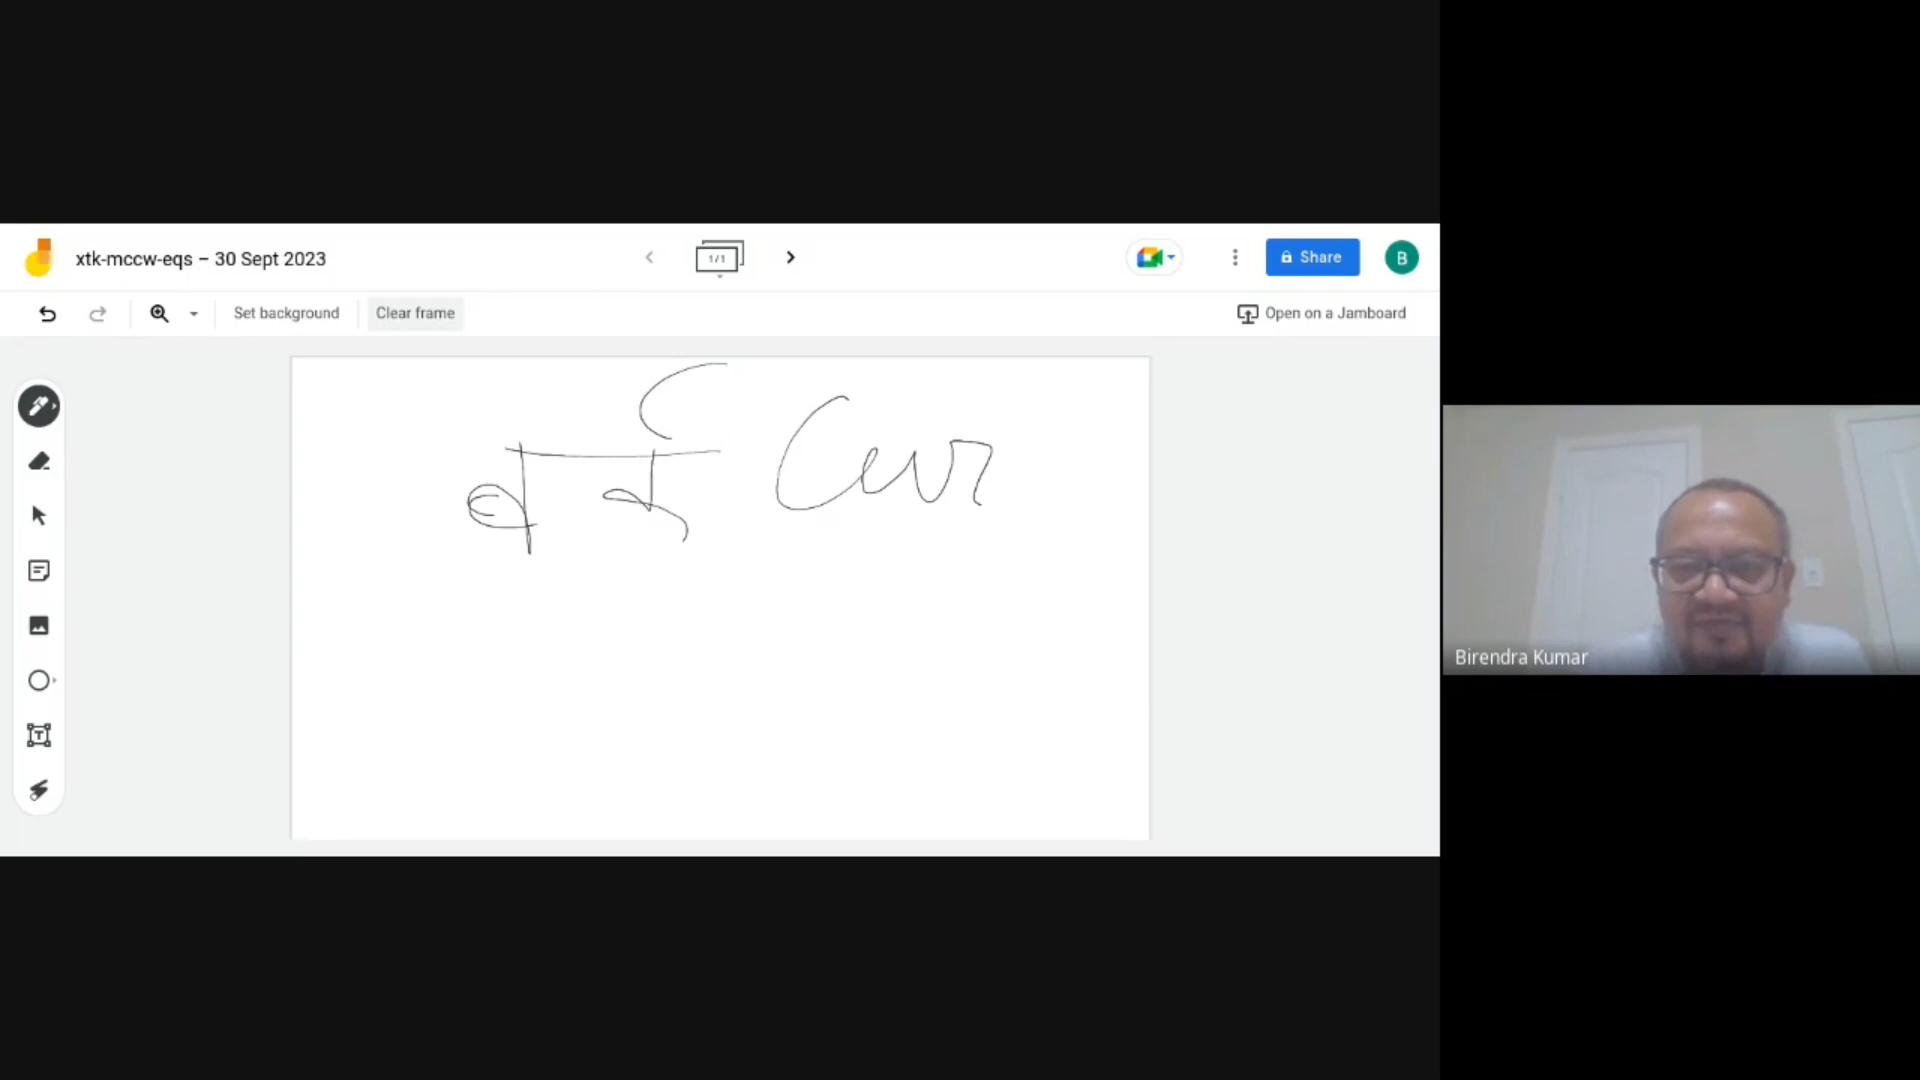 xtk-mccw-eqs – 30 Sept 2023
1/1
Share
B
Set background
Clear frame
Open on a Jamboard
Birendra Kumar